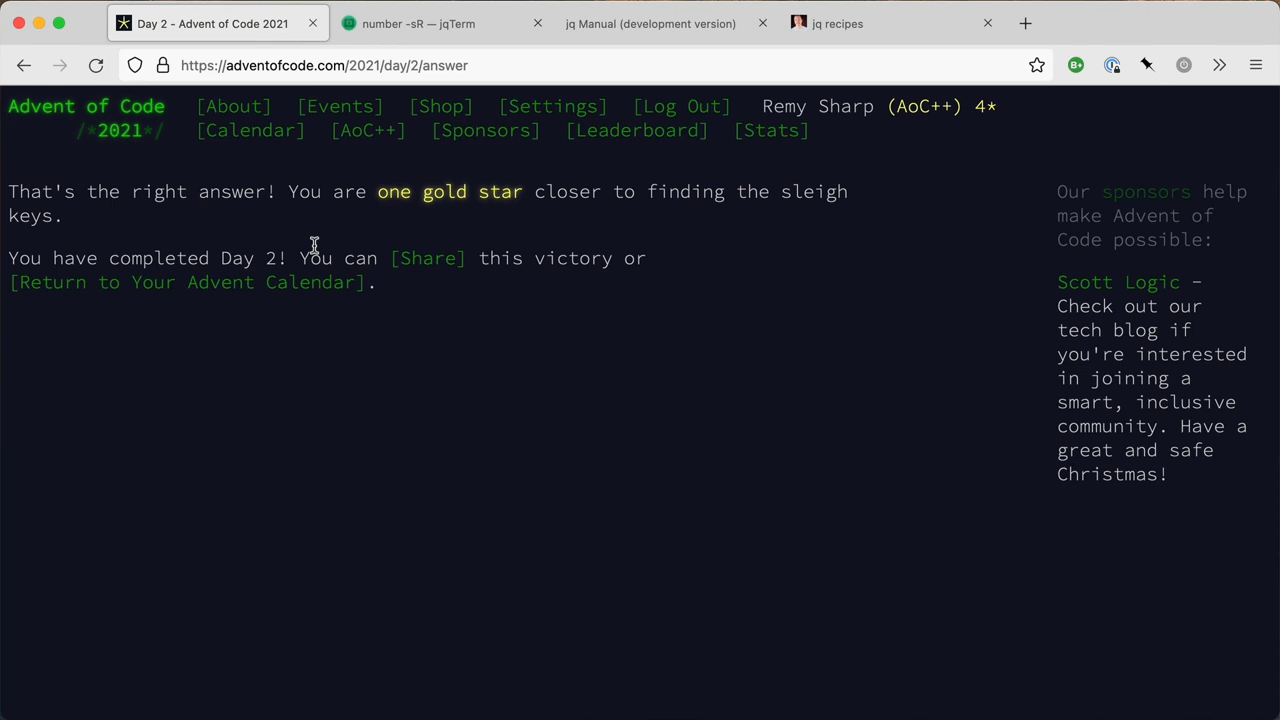 Day 2 - Advent of Code 2021
number -sR — jqTerm
jq Manual (development version)
jq recipes
https://adventofcode.com/2021/day/2/answer
B+
Advent of Code [About] [Events] [Shop] [Settings] [Log Out] Remy Sharp (AoC++) 4*
/*2021*/ [Calendar] [AoC++] [Sponsors] [Leaderboard] [Stats]
That's the right answer! You are one gold star closer to finding the sleigh
keys.
You have completed Day 2! You can [Share] this victory or
[Return to Your Advent Calendar].
Our sponsors help
make Advent of
Code possible:
Scott Logic -
Check out our
tech blog if
you're interested
in joining a
smart, inclusive
community. Have a
great and safe
Christmas!